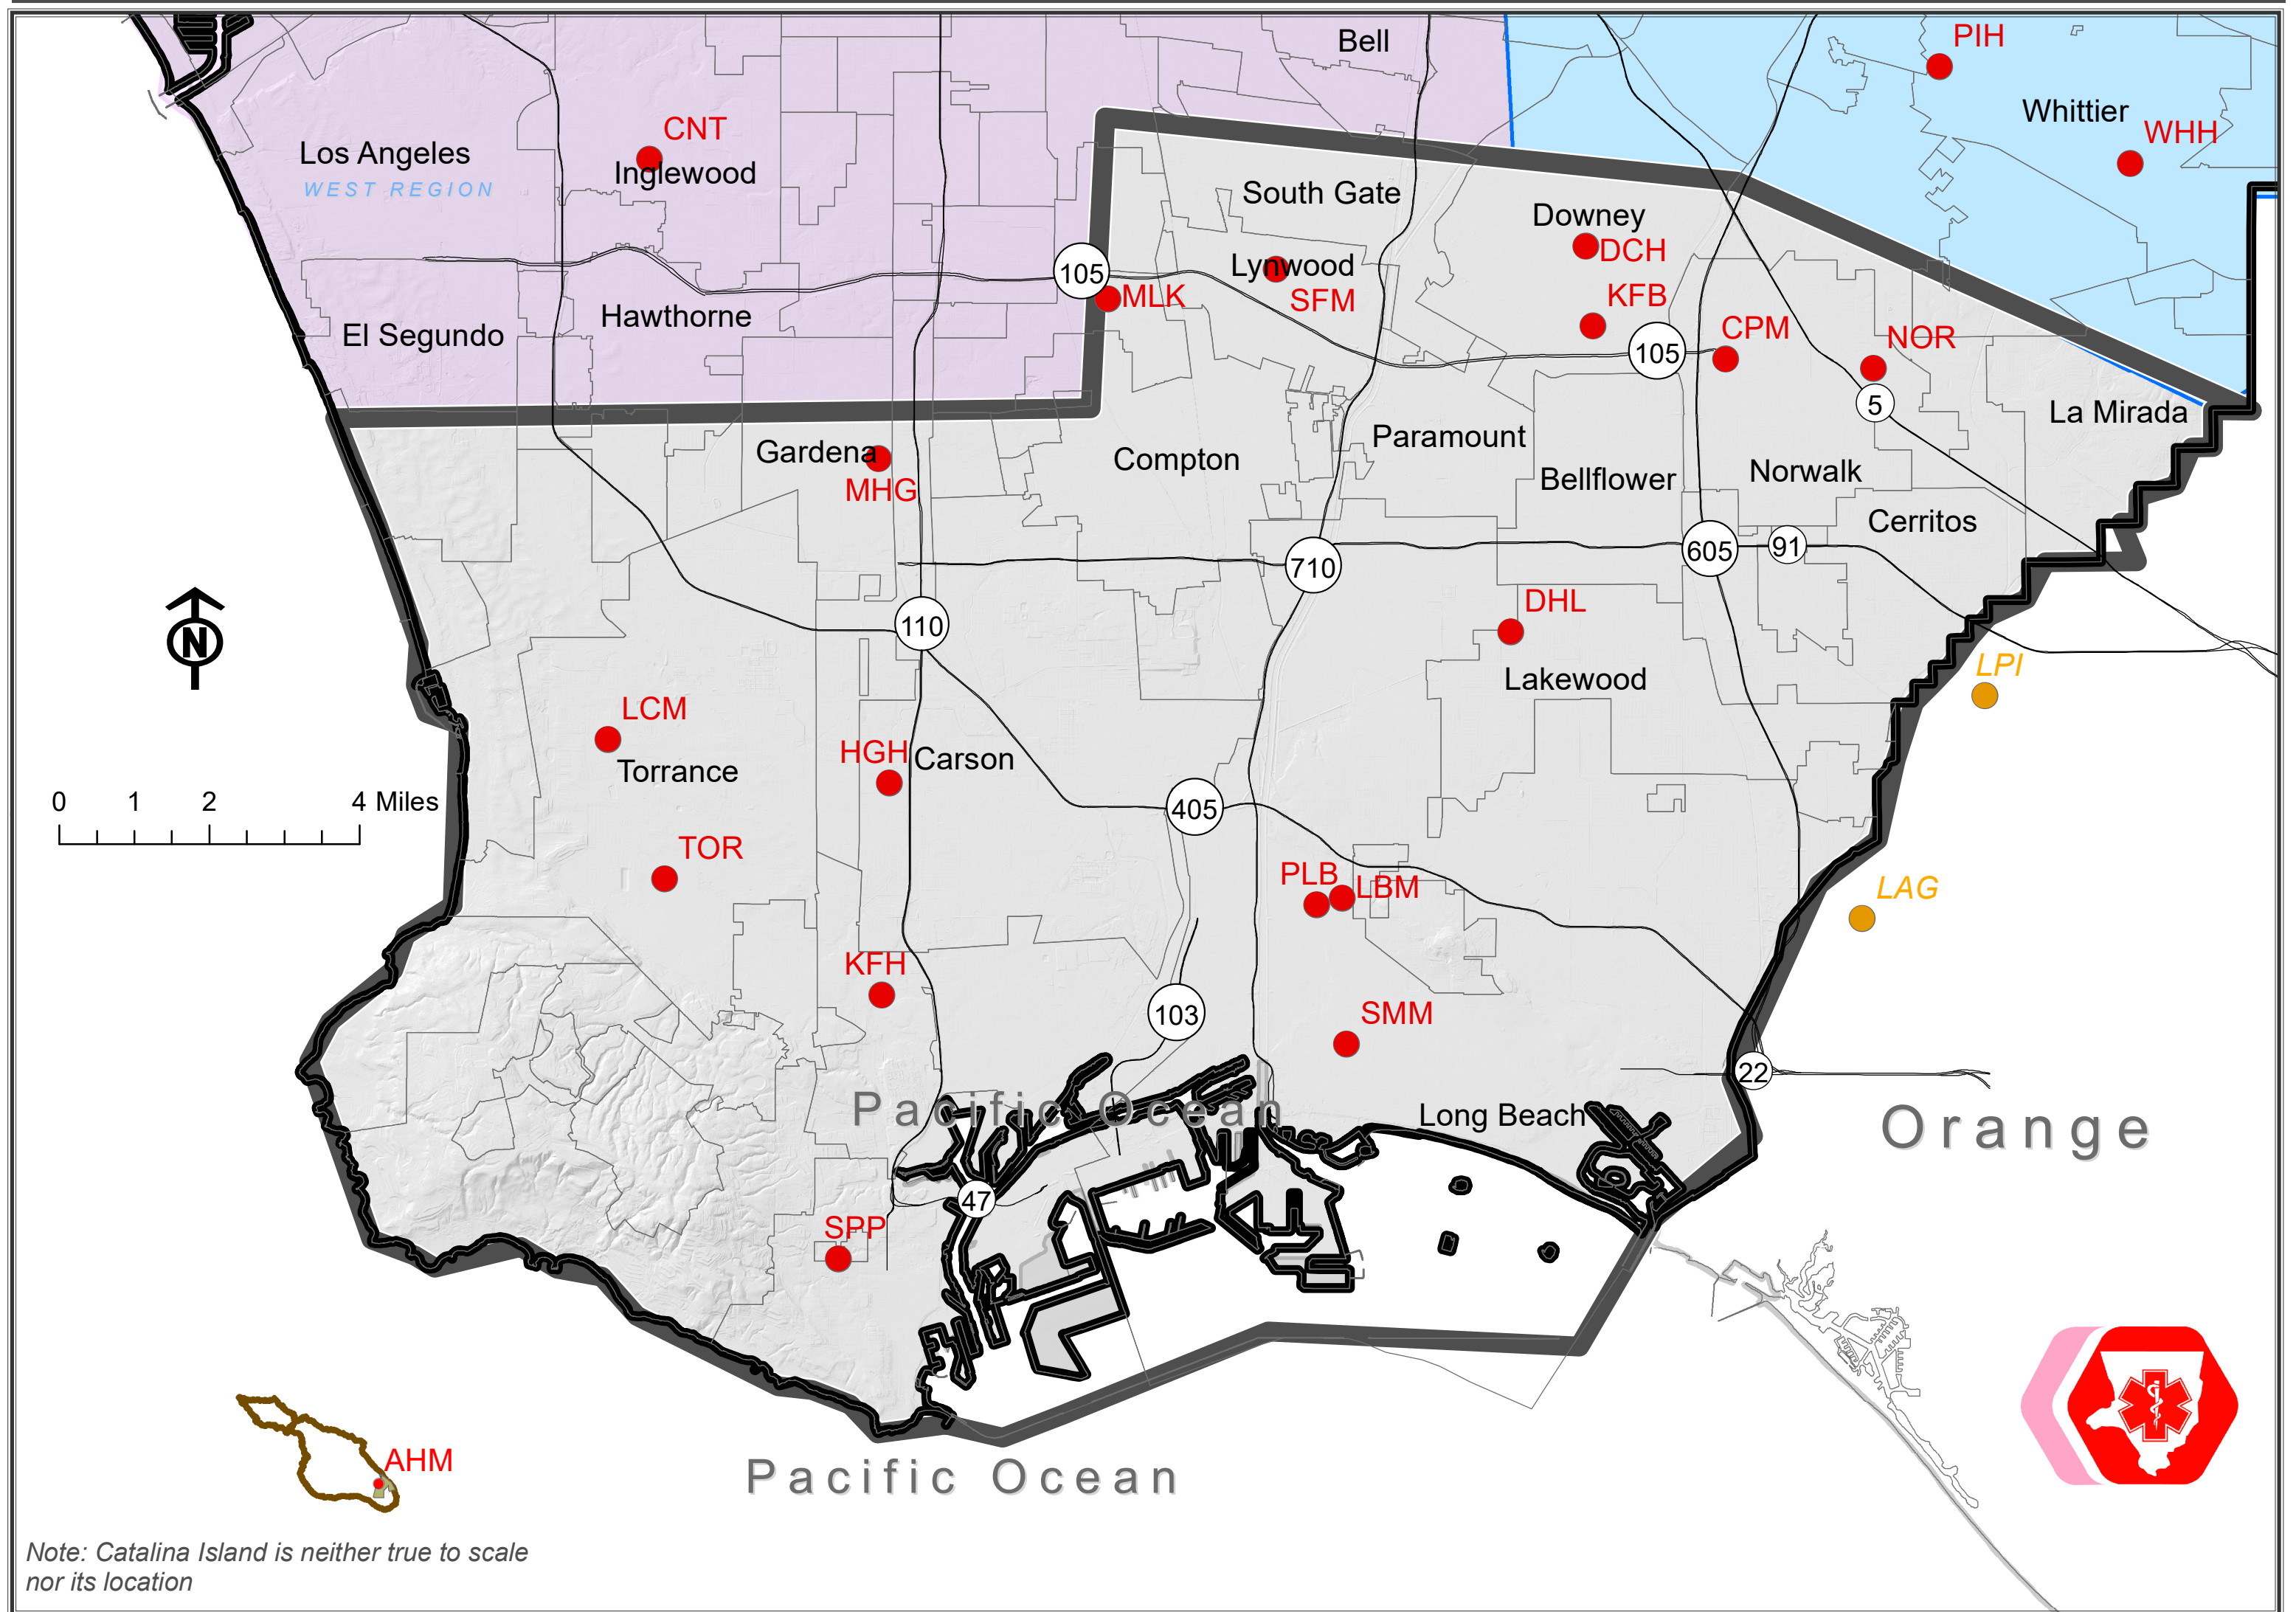 Bell
PIH
Whittier
WHH
CNT
Los Angeles
Inglewood
WEST REGION
South Gate
Downey
DCH
Lynwood
105
MLK
SFM
KFB
Hawthorne
El Segundo
CPM
NOR
105
5
La Mirada
Gardena
Compton
Paramount
MHG
Bellflower
Norwalk
Cerritos
710
605
91
110
DHL
N
Lakewood
LPI
LCM
HGH
Carson
Torrance
0 1 2 4 Miles
405
TOR
PLB
LBM
LAG
KFH
103
SMM
22
Pacific Ocean
Long Beach
Orange
47
SPP
AHM
Pacific Ocean
Note: Catalina Island is neither true to scale
nor its location